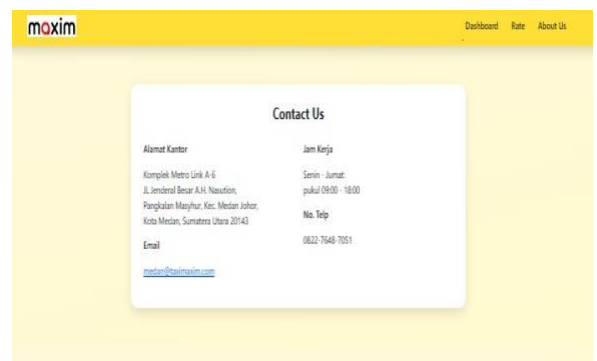 maxim
Dashboard Rate About Us
Contact Us
Alamat Kantor
Komplek Metro Link A-6
Jl. Jenderal Besar A.H. Nasution,
Pangkalan Masyhur, Kec. Medan Johor,
Kota Medan, Sumatera Utara 20143
Email
medan@taximaxim.com
Jam Kerja
Senin - Jumat:
pukul 09:00 - 18:00
No. Telp
0822-7648-7051